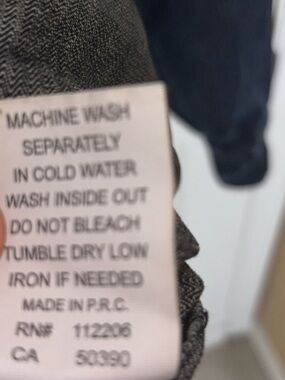 MACHINE WASH
SEPARATELY
IN COLD WATER
WASH INSIDE OUT
DO NOT BLEACH
TUMBLE DRY LOW
IRON IF NEEDED
MADE IN P.R.C.
RN# 112206
CA 50390